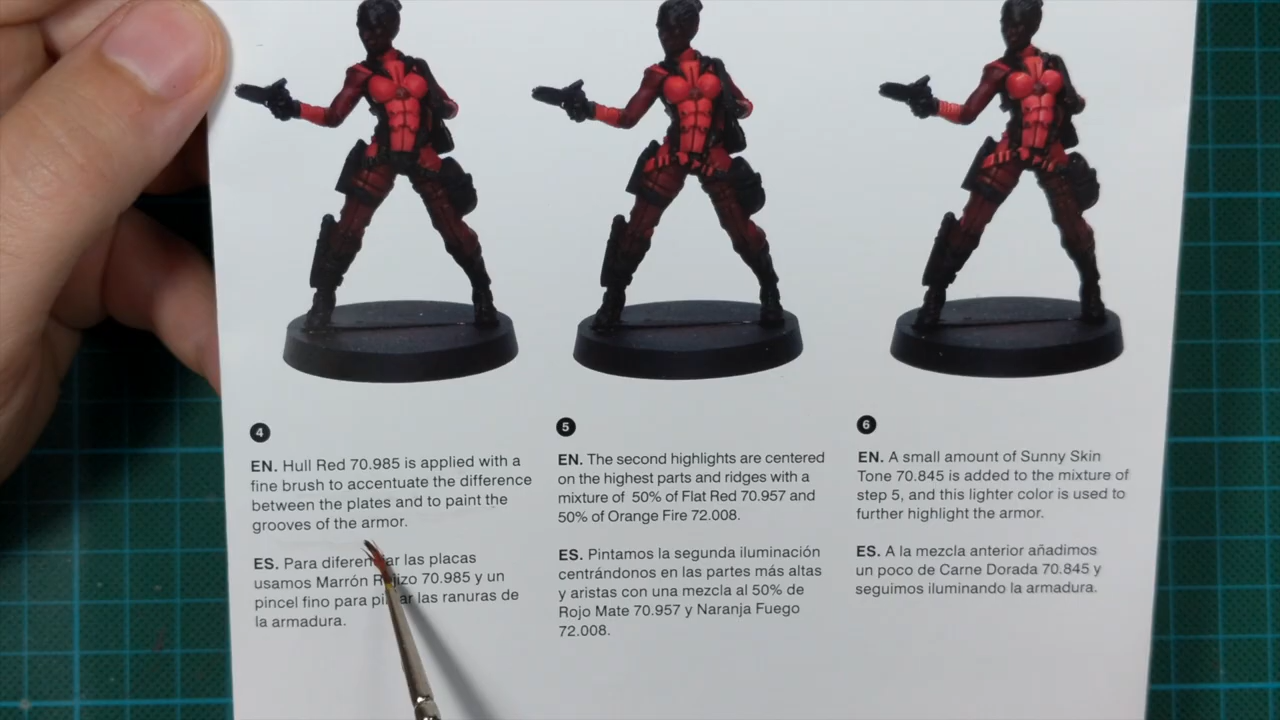 4
EN. Hull Red 70.985 is applied with a
fine brush to accentuate the difference
between the plates and to paint the
grooves of the armor.
ES. Para diferenciar las placas
usamos Marrón Rojizo 70.985 y un
pincel fino para pintar las ranuras de
la armadura.
5
EN. The second highlights are centered
on the highest parts and ridges with a
mixture of 50% of Flat Red 70.957 and
50% of Orange Fire 72.008.
ES. Pintamos la segunda iluminación
centrándonos en las partes más altas
y aristas con una mezcla al 50% de
Rojo Mate 70.957 y Naranja Fuego
72.008.
6
EN. A small amount of Sunny Skin
Tone 70.845 is added to the mixture of
step 5, and this lighter color is used to
further highlight the armor.
ES. A la mezcla anterior añadimos
un poco de Carne Dorada 70.845 y
seguimos iluminando la armadura.